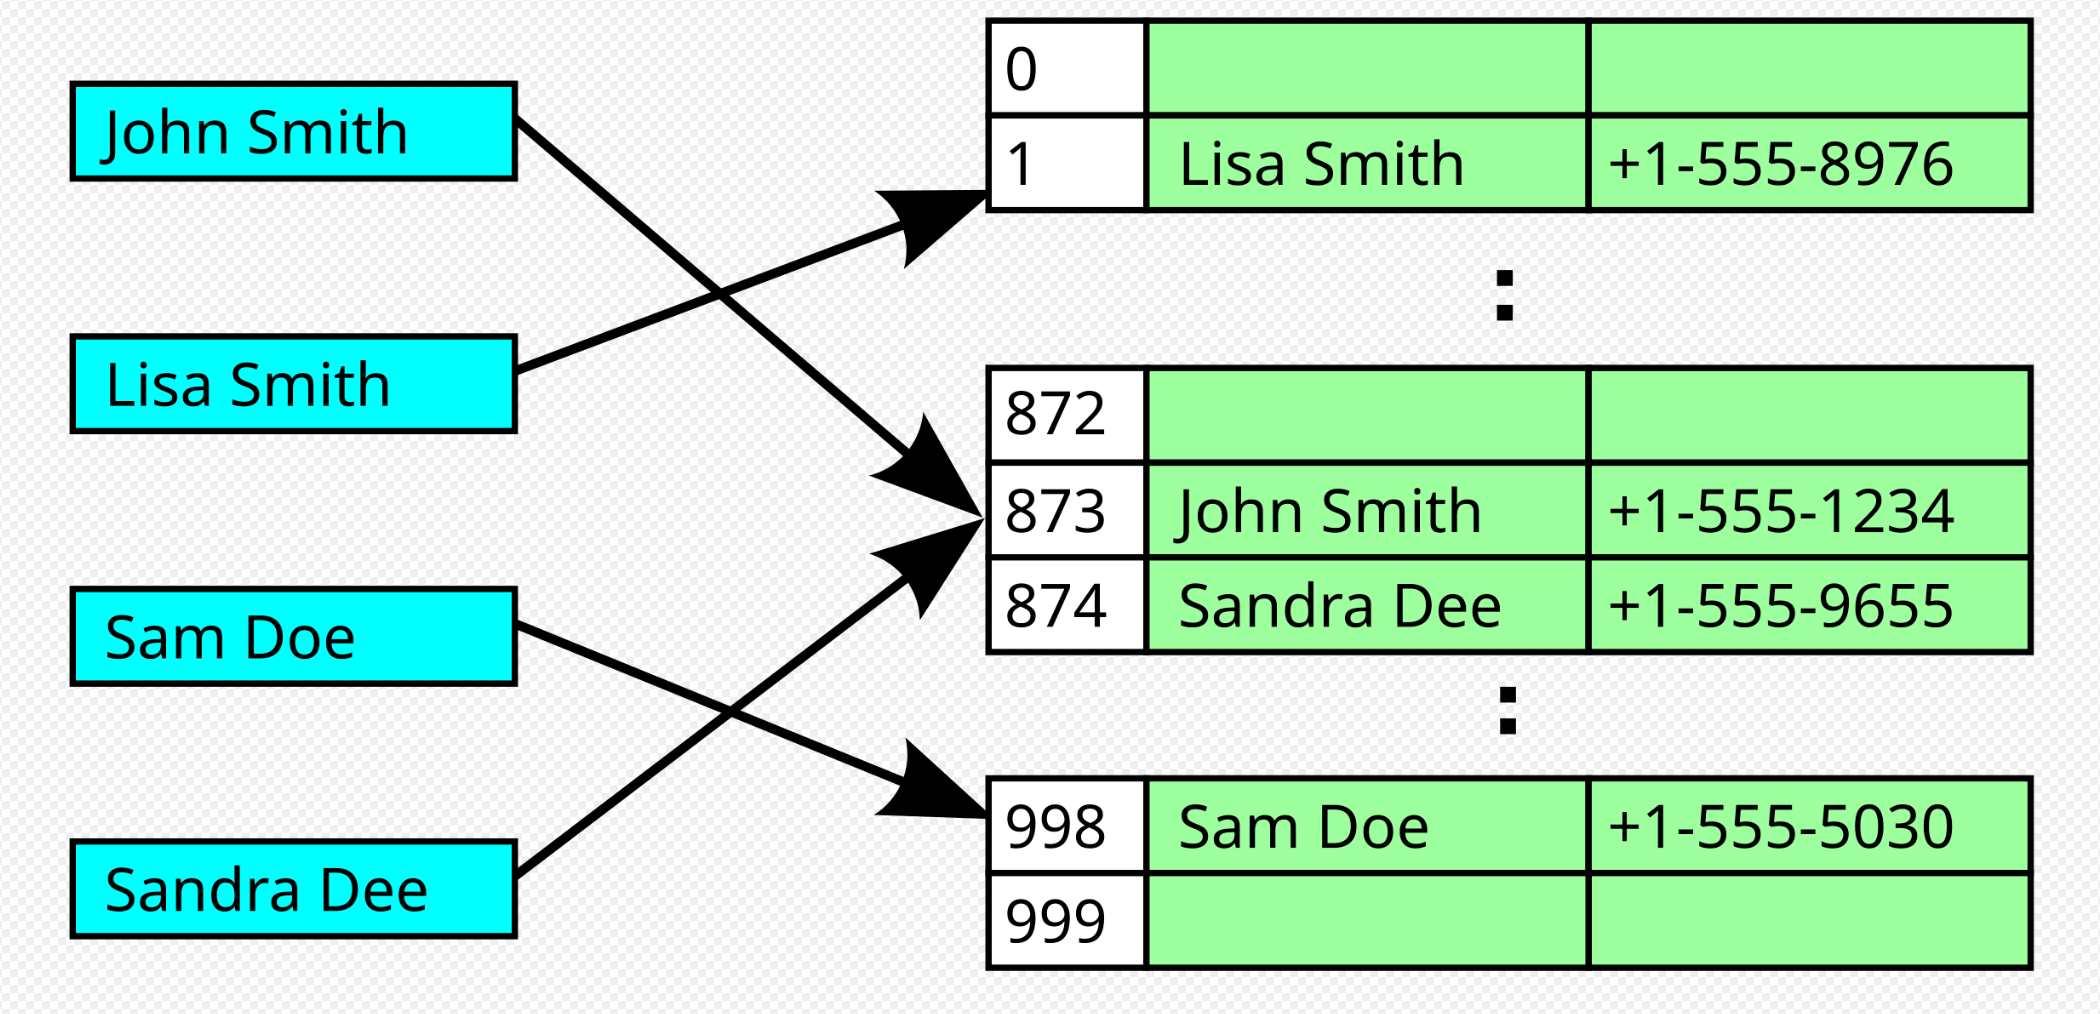 John Smith
Lisa Smith
Sam Doe
Sandra Dee
0
1 Lisa Smith +1-555-8976
:
872
873 John Smith +1-555-1234
874 Sandra Dee +1-555-9655
:
998 Sam Doe +1-555-5030
999